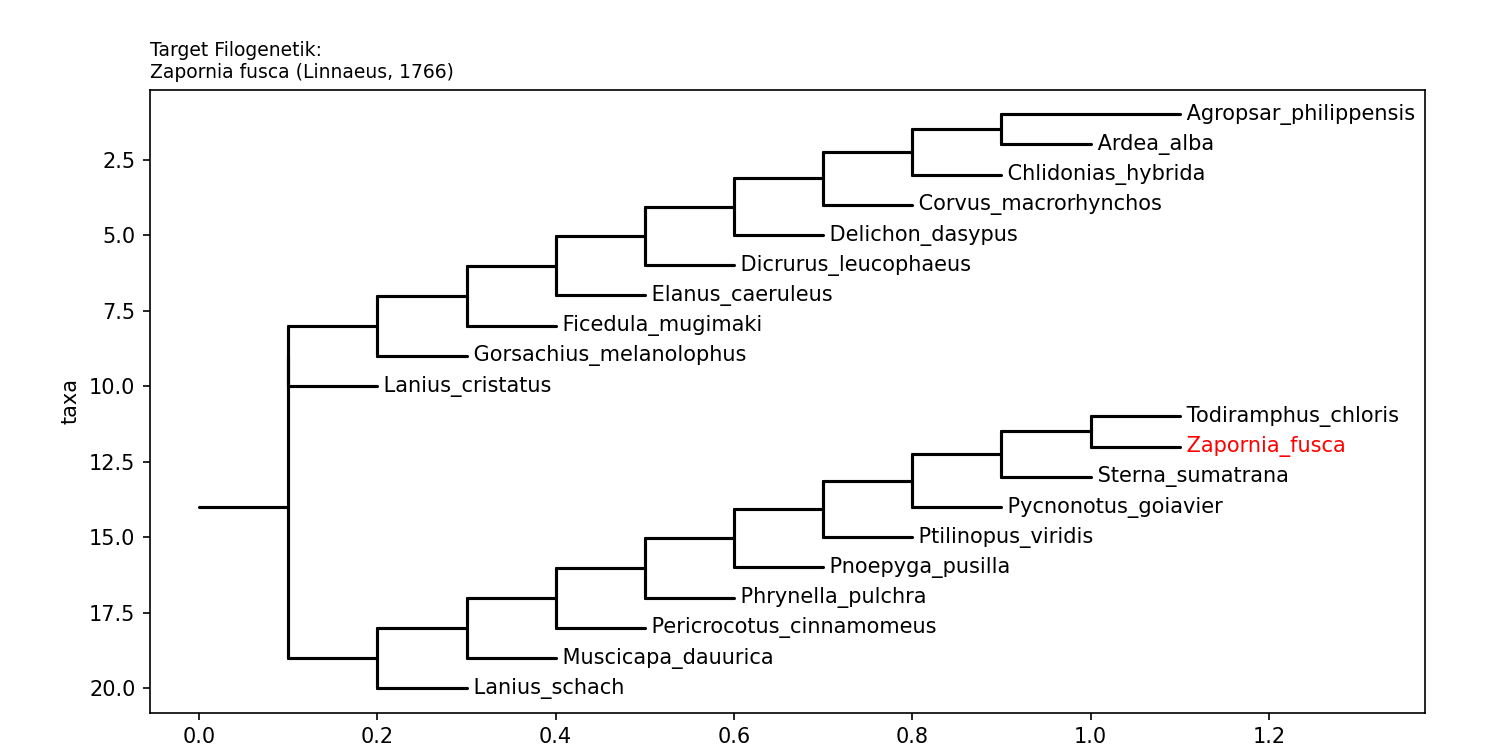 Target Filogenetik:
Zapornia fusca (Linnaeus, 1766)
Agropsar_philippensis
Ardea_alba
2.5
Chlidonias_hybrida
Corvus_macrorhynchos
5.0
Delichon_dasypus
Dicrurus_leucophaeus
Elanus_caeruleus
7.5
Ficedula_mugimaki
Gorsachius_melanolophus
10.0
Lanius_cristatus
taxa
Todiramphus_chloris
Zapornia_fusca
12.5
Sterna_sumatrana
Pycnonotus_goiavier
15.0
Ptilinopus_viridis
Pnoepyga_pusilla
Phrynella_pulchra
17.5
Pericrocotus_cinnamomeus
Muscicapa_dauurica
20.0
Lanius_schach
0.0 0.2 0.4 0.6 0.8 1.0 1.2